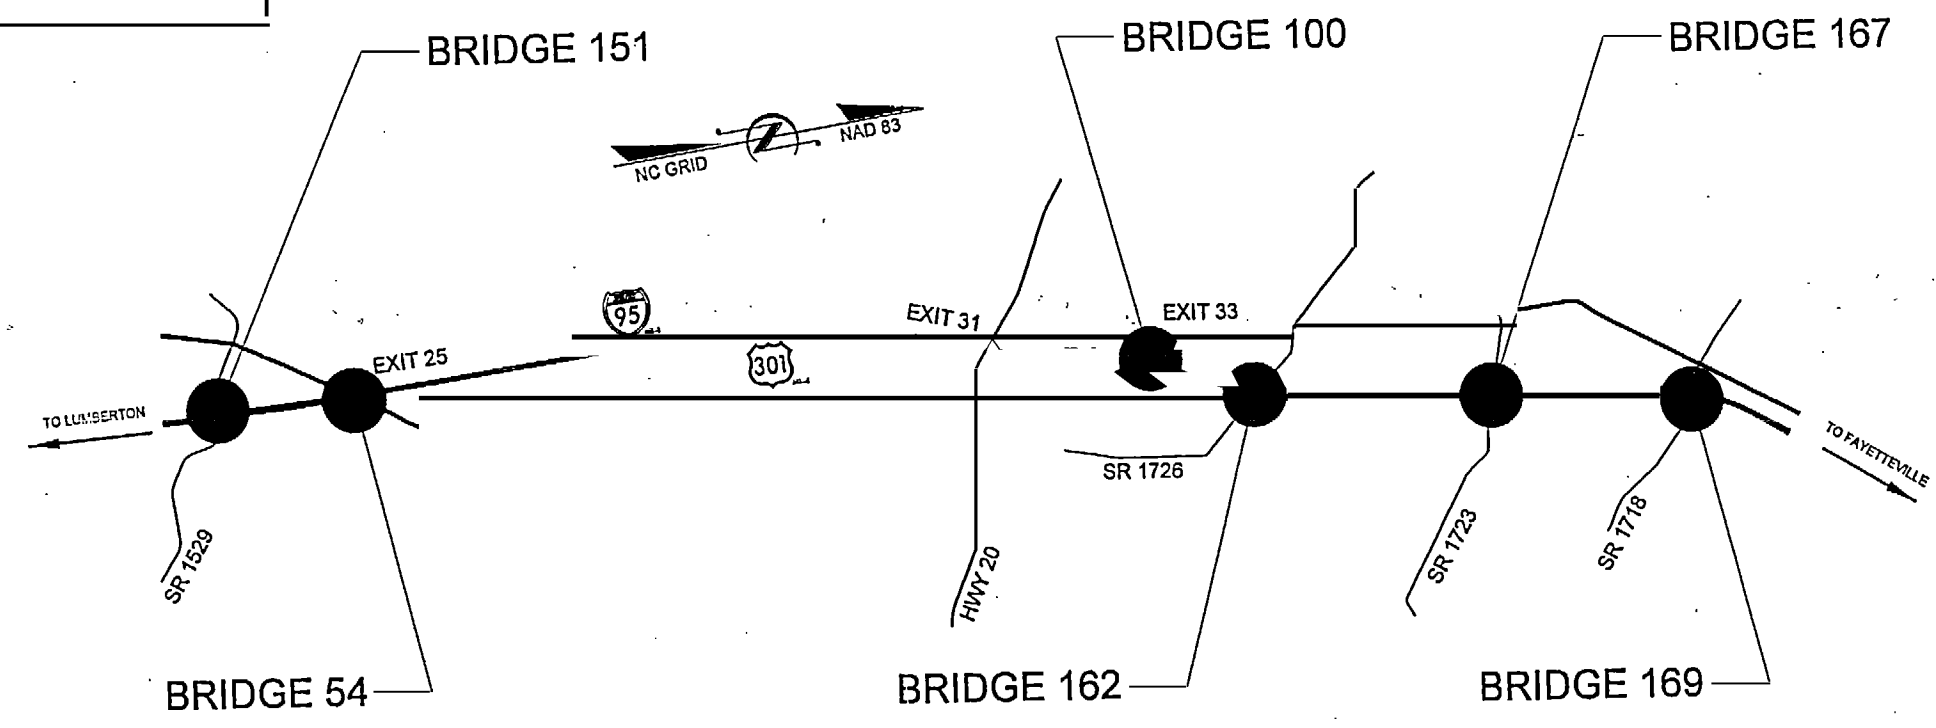 BRIDGE 151
BRIDGE 100
BRIDGE 167
NC GRID
NAD 83
95
EXIT 31
EXIT 33
301
EXIT 25
TO LUMBERTON
TO FAYETTEVILLE
SR 1726
SR 1529
HWY 20
SR 1723
SR 1718
BRIDGE 54
BRIDGE 162
BRIDGE 169